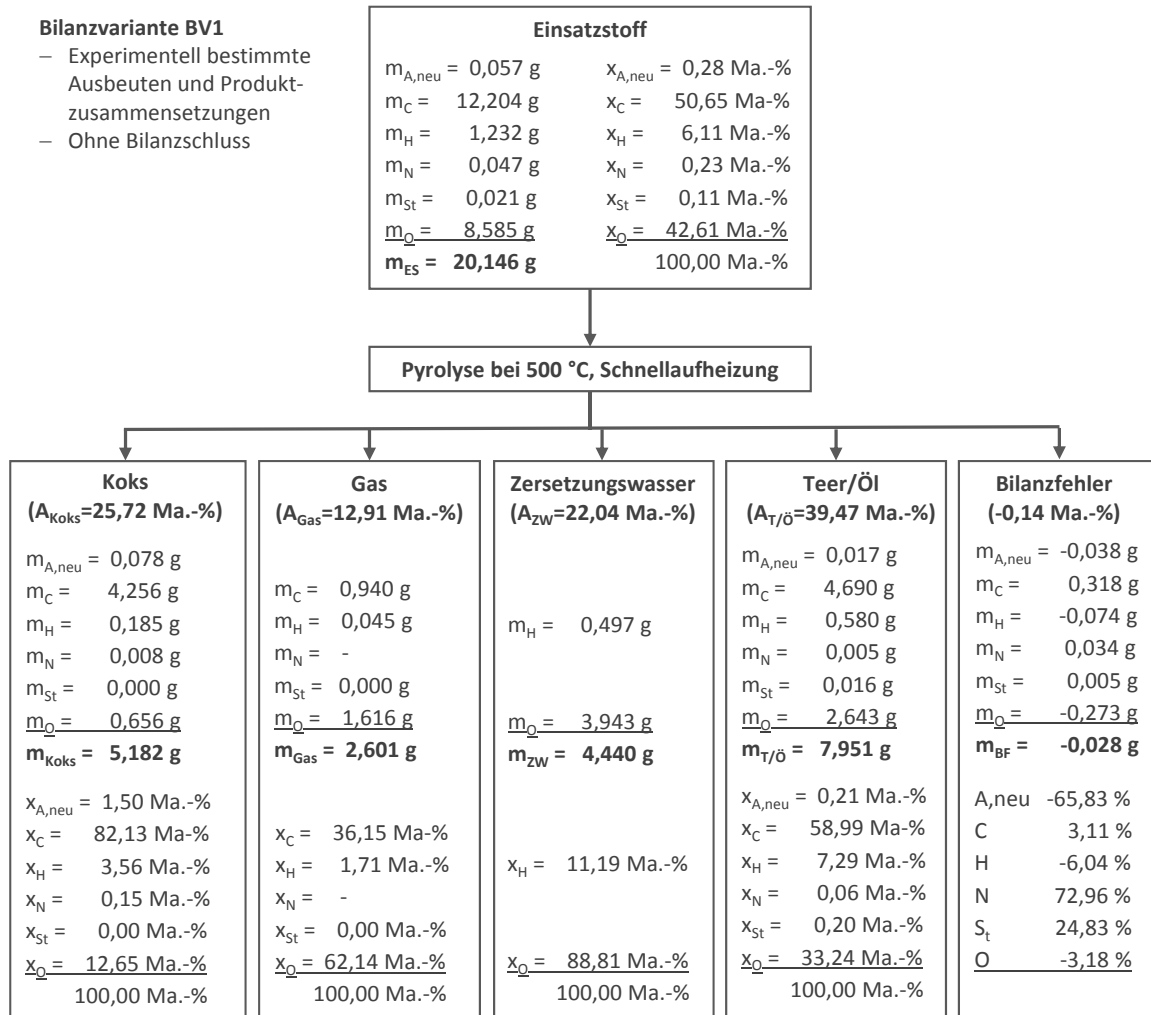 Bilanzvariante BV1
– Experimentell bestimmte
Ausbeuten und Produkt-
zusammensetzungen
– Ohne Bilanzschluss
Einsatzstoff
m_A,neu = 0,057 g x_A,neu = 0,28 Ma.-%
m_C = 12,204 g x_C = 50,65 Ma-%
m_H = 1,232 g x_H = 6,11 Ma.-%
m_N = 0,047 g x_N = 0,23 Ma.-%
m_St = 0,021 g x_St = 0,11 Ma.-%
m_O = 8,585 g x_O = 42,61 Ma.-%
m_ES = 20,146 g 100,00 Ma.-%
Pyrolyse bei 500 °C, Schnellaufheizung
Koks
(A_Koks=25,72 Ma.-%)
m_A,neu = 0,078 g
m_C = 4,256 g
m_H = 0,185 g
m_N = 0,008 g
m_St = 0,000 g
m_O = 0,656 g
m_Koks = 5,182 g
x_A,neu = 1,50 Ma.-%
x_C = 82,13 Ma-%
x_H = 3,56 Ma.-%
x_N = 0,15 Ma.-%
x_St = 0,00 Ma.-%
x_O = 12,65 Ma.-%
100,00 Ma.-%
Gas
(A_Gas=12,91 Ma.-%)
m_C = 0,940 g
m_H = 0,045 g
m_N = -
m_St = 0,000 g
m_O = 1,616 g
m_Gas = 2,601 g
x_C = 36,15 Ma-%
x_H = 1,71 Ma.-%
x_N = -
x_St = 0,00 Ma.-%
x_O = 62,14 Ma.-%
100,00 Ma.-%
Zersetzungswasser
(A_ZW=22,04 Ma.-%)
m_H = 0,497 g
m_O = 3,943 g
m_ZW = 4,440 g
x_H = 11,19 Ma.-%
x_O = 88,81 Ma.-%
100,00 Ma.-%
Teer/Öl
(A_T/Ö=39,47 Ma.-%)
m_A,neu = 0,017 g
m_C = 4,690 g
m_H = 0,580 g
m_N = 0,005 g
m_St = 0,016 g
m_O = 2,643 g
m_T/Ö = 7,951 g
x_A,neu = 0,21 Ma.-%
x_C = 58,99 Ma-%
x_H = 7,29 Ma.-%
x_N = 0,06 Ma.-%
x_St = 0,20 Ma.-%
x_O = 33,24 Ma.-%
100,00 Ma.-%
Bilanzfehler
(-0,14 Ma.-%)
m_A,neu = -0,038 g
m_C = 0,318 g
m_H = -0,074 g
m_N = 0,034 g
m_St = 0,005 g
m_O = -0,273 g
m_BF = -0,028 g
A,neu -65,83 %
C 3,11 %
H -6,04 %
N 72,96 %
S_t 24,83 %
O -3,18 %